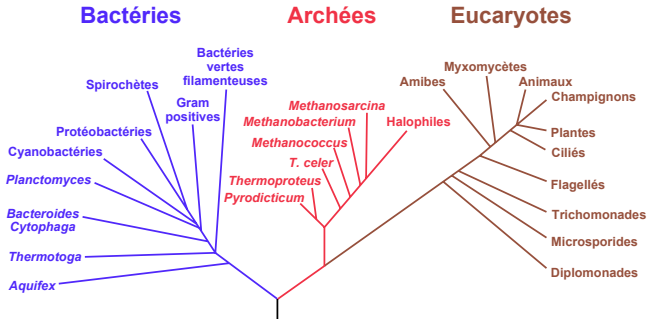 Bactéries
Archées
Eucaryotes
Bactéries
vertes
filamenteuses
Spirochètes
Gram
positives
Protéobactéries
Cyanobactéries
Planctomyces
Bacteroides
Cytophaga
Thermotoga
Aquifex
Methanosarcina
Methanobacterium
Halophiles
Methanococcus
T. celer
Thermoproteus
Pyrodicticum
Myxomycètes
Amibes
Animaux
Champignons
Plantes
Ciliés
Flagellés
Trichomonades
Microsporides
Diplomonades